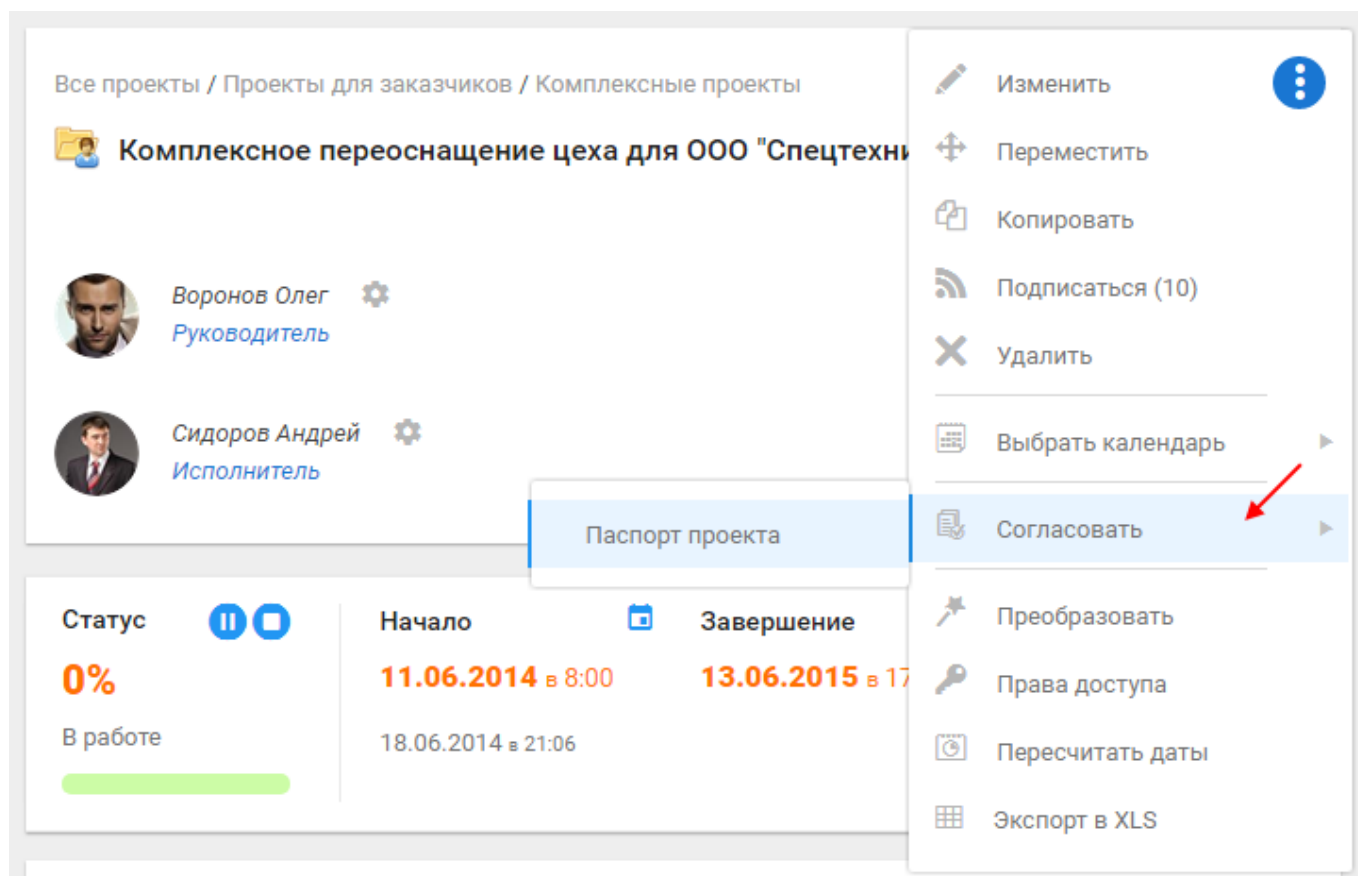 Все проекты / Проекты для заказчиков / Комплексные проекты
Комплексное переоснащение цеха для ООО "Спецтехни
Воронов Олег
Руководитель
Сидоров Андрей
Исполнитель
Изменить
Переместить
Копировать
Подписаться (10)
Удалить
Выбрать календарь
Согласовать
Паспорт проекта
Преобразовать
Права доступа
Пересчитать даты
Экспорт в XLS
Статус
0%
В работе
Начало
11.06.2014 в 8:00
18.06.2014 в 21:06
Завершение
13.06.2015 в 17